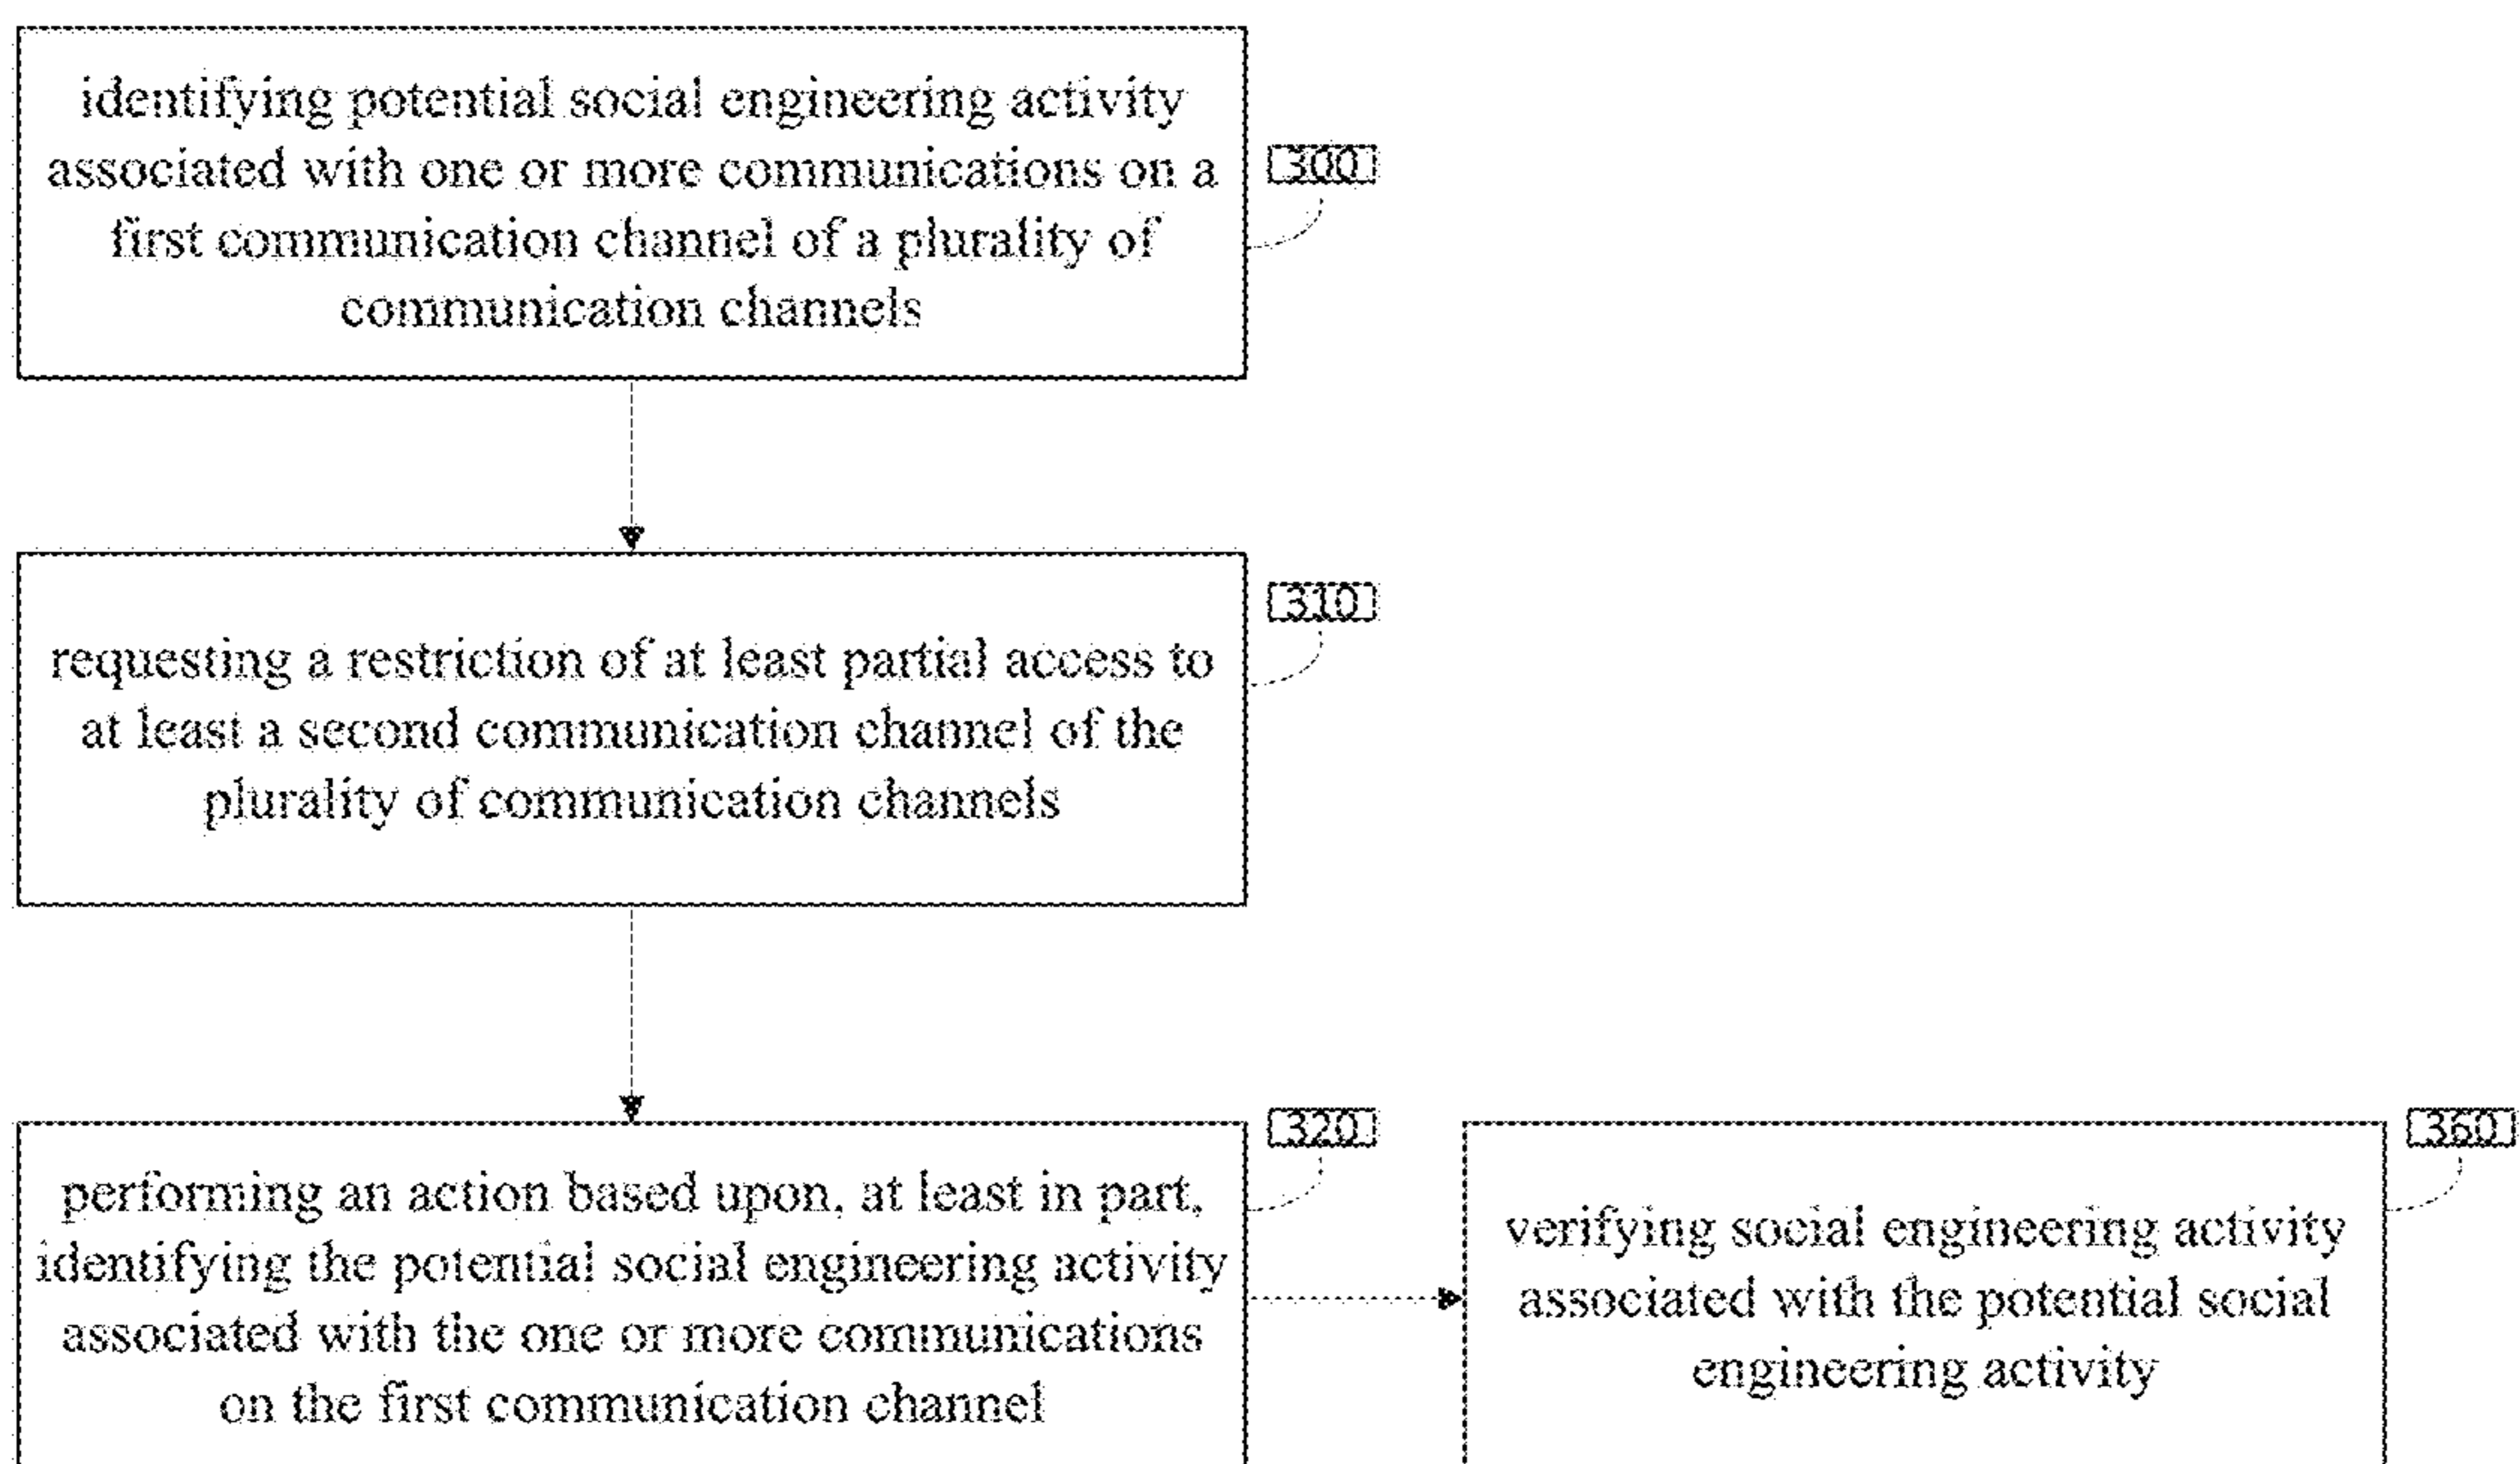 identifying potential social engineering activity
associated with one or more communications on a
first communication channel of a plurality of
communication channels
300
requesting a restriction of at least partial access to
at least a second communication channel of the
plurality of communication channels
310
performing an action based upon, at least in part,
identifying the potential social engineering activity
associated with the one or more communications
on the first communication channel
320
verifying social engineering activity
associated with the potential social
engineering activity
360